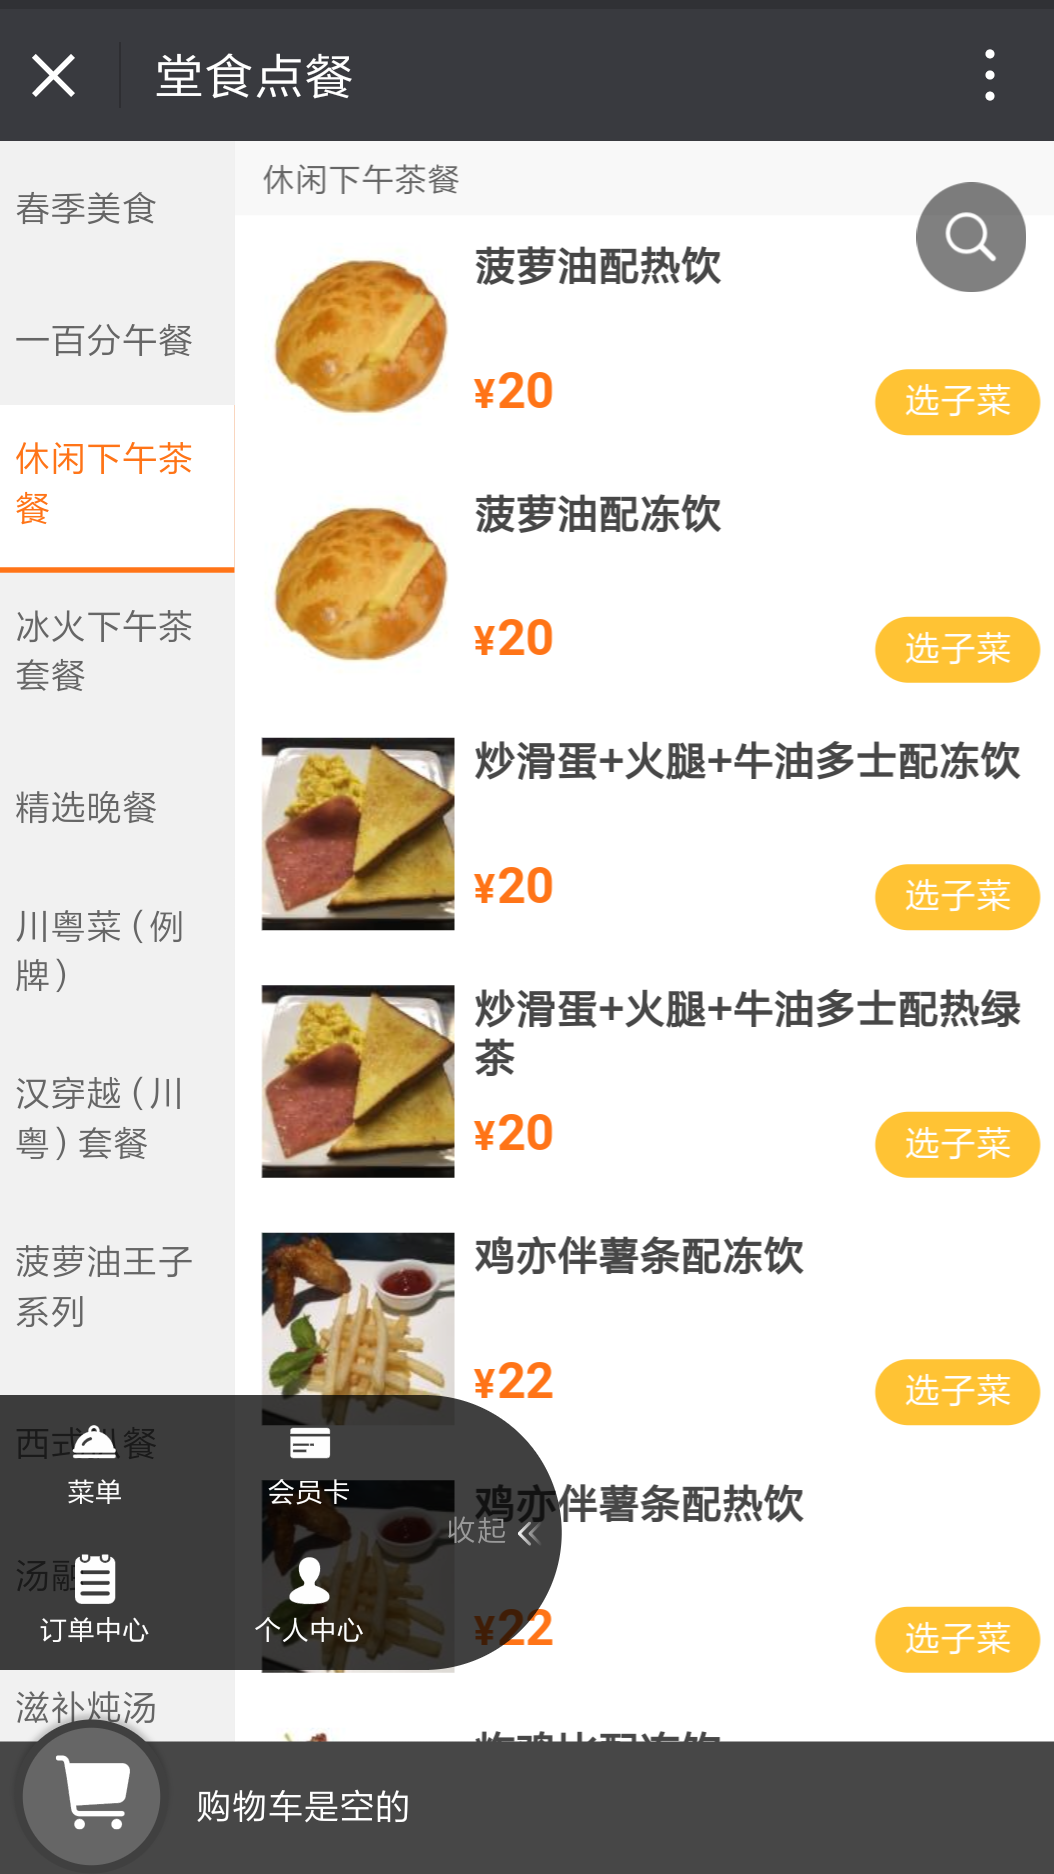 堂食点餐
春季美食
一百分午餐
休闲下午茶
餐
冰火下午茶
套餐
精选晚餐
川粤菜(例
牌)
汉穿越(川
粤)套餐
菠萝油王子
系列
西式 餐
汤
滋补炖汤
休闲下午茶餐
菠萝油配热饮
¥20
选子菜
菠萝油配冻饮
¥20
选子菜
炒滑蛋+火腿+牛油多士配冻饮
¥20
选子菜
炒滑蛋+火腿+牛油多士配热绿
茶
¥20
选子菜
鸡亦伴薯条配冻饮
¥22
选子菜
鸡亦伴薯条配热饮
¥22
选子菜
菜单
会员卡
收起
订单中心
个人中心
购物车是空的